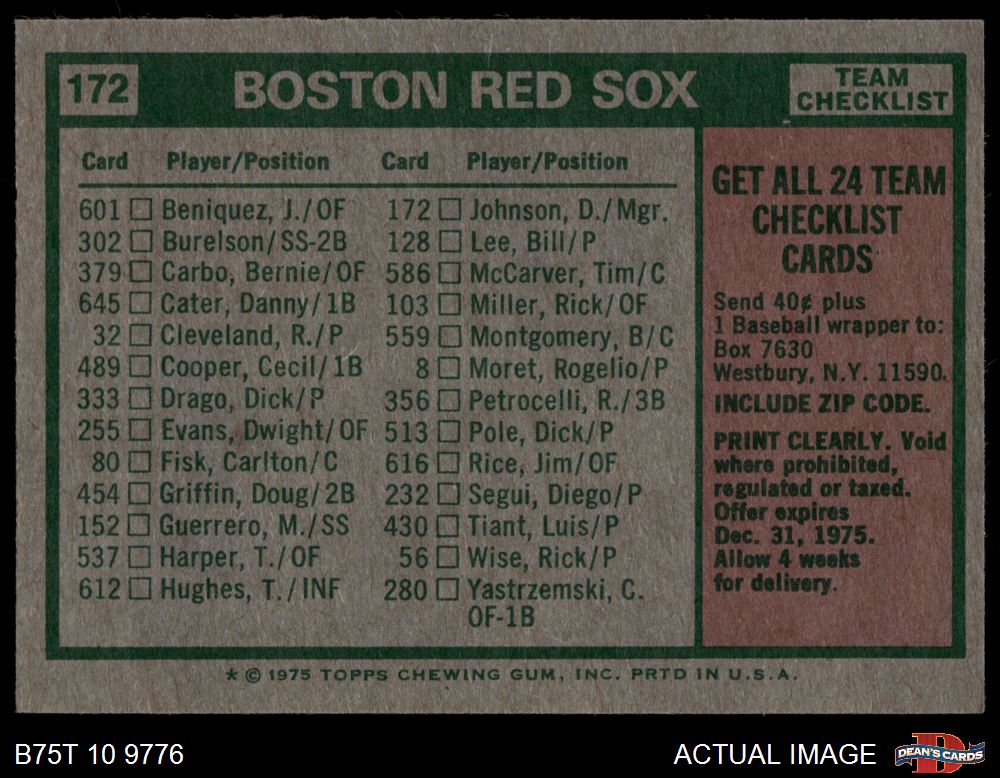 172 BOSTON RED SOX TEAM CHECKLIST
Card Player/Position Card Player/Position
601 □ Beniquez, J./OF
302 □ Burelson/SS-2B
379 □ Carbo, Bernie/OF
645 □ Cater, Danny/1B
32 □ Cleveland, R./P
489 □ Cooper, Cecil/1B
333 □ Drago, Dick/P
255 □ Evans, Dwight/OF
80 □ Fisk, Carlton/C
454 □ Griffin, Doug/2B
152 □ Guerrero, M./SS
537 □ Harper, T./OF
612 □ Hughes, T./INF
172 □ Johnson, D./Mgr.
128 □ Lee, Bill/P
586 □ McCarver, Tim/C
103 □ Miller, Rick/OF
559 □ Montgomery, B/C
8 □ Moret, Rogelio/P
356 □ Petrocelli, R./3B
513 □ Pole, Dick/P
616 □ Rice, Jim/OF
232 □ Segui, Diego/P
430 □ Tiant, Luis/P
56 □ Wise, Rick/P
280 □ Yastrzemski, C.
OF-1B
GET ALL 24 TEAM
CHECKLIST
CARDS
Send 40¢ plus
1 Baseball wrapper to:
Box 7630
Westbury, N.Y. 11590.
INCLUDE ZIP CODE.
PRINT CLEARLY. Void
where prohibited,
regulated or taxed.
Offer expires
Dec. 31, 1975.
Allow 4 weeks
for delivery.
* © 1975 TOPPS CHEWING GUM, INC. PRTD IN U.S.A.
B75T 10 9776
ACTUAL IMAGE
DEAN'S CARDS